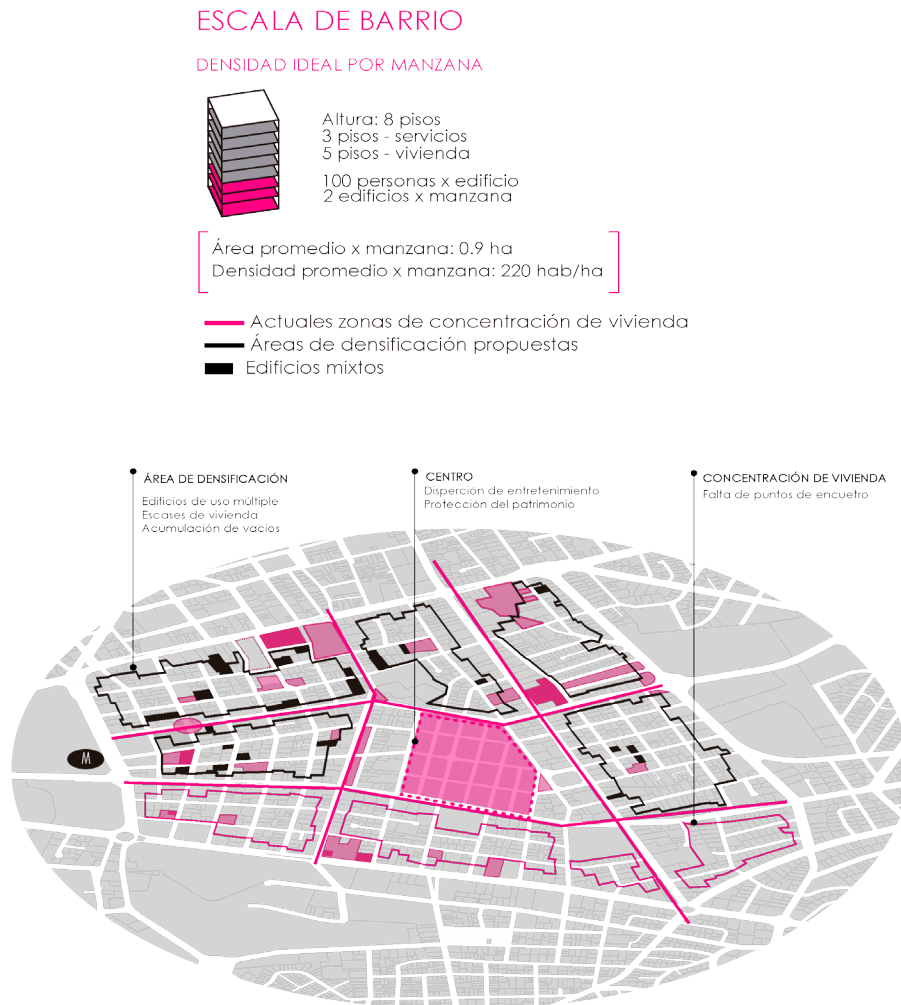 ESCALA DE BARRIO
DENSIDAD IDEAL POR MANZANA
Altura: 8 pisos
3 pisos - servicios
5 pisos - vivienda
100 personas x edificio
2 edificios x manzana
Área promedio x manzana: 0.9 ha
Densidad promedio x manzana: 220 hab/ha
Actuales zonas de concentración de vivienda
Áreas de densificación propuestas
Edificios mixtos
ÁREA DE DENSIFICACIÓN
Edificios de uso múltiple
Escases de vivienda
Acumulación de vacios
CENTRO
Disperción de entretenimiento
Protección del patrimonio
CONCENTRACIÓN DE VIVIENDA
Falta de puntos de encuetro
M